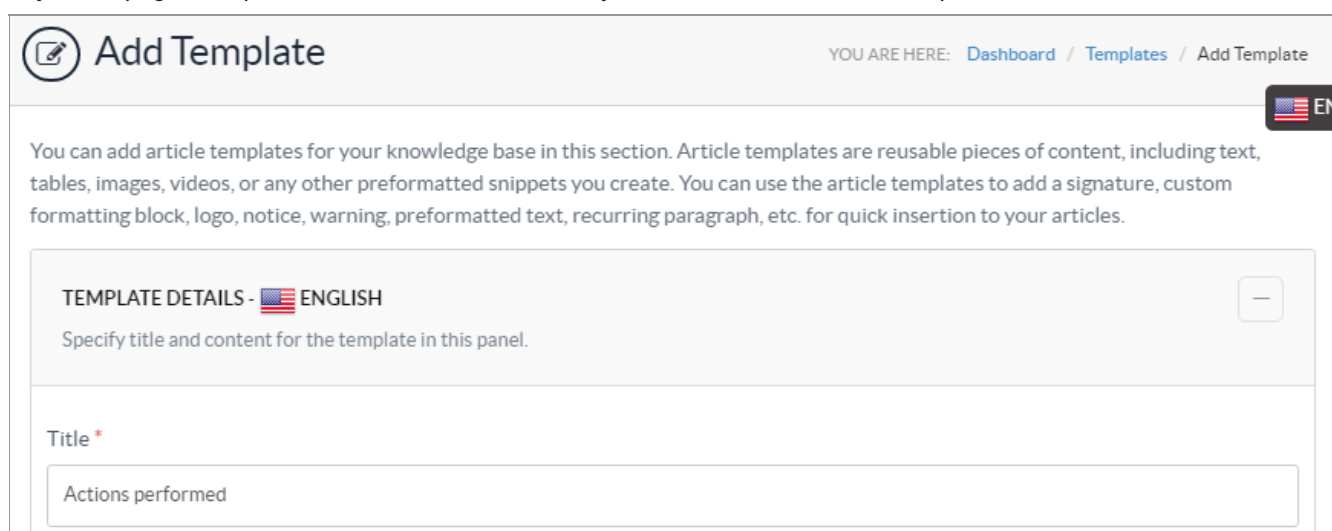 Add Template
YOU ARE HERE: Dashboard / Templates / Add Template
EN
You can add article templates for your knowledge base in this section. Article templates are reusable pieces of content, including text,
tables, images, videos, or any other preformatted snippets you create. You can use the article templates to add a signature, custom
formatting block, logo, notice, warning, preformatted text, recurring paragraph, etc. for quick insertion to your articles.
TEMPLATE DETAILS - ENGLISH
Specify title and content for the template in this panel.
Title *
Actions performed